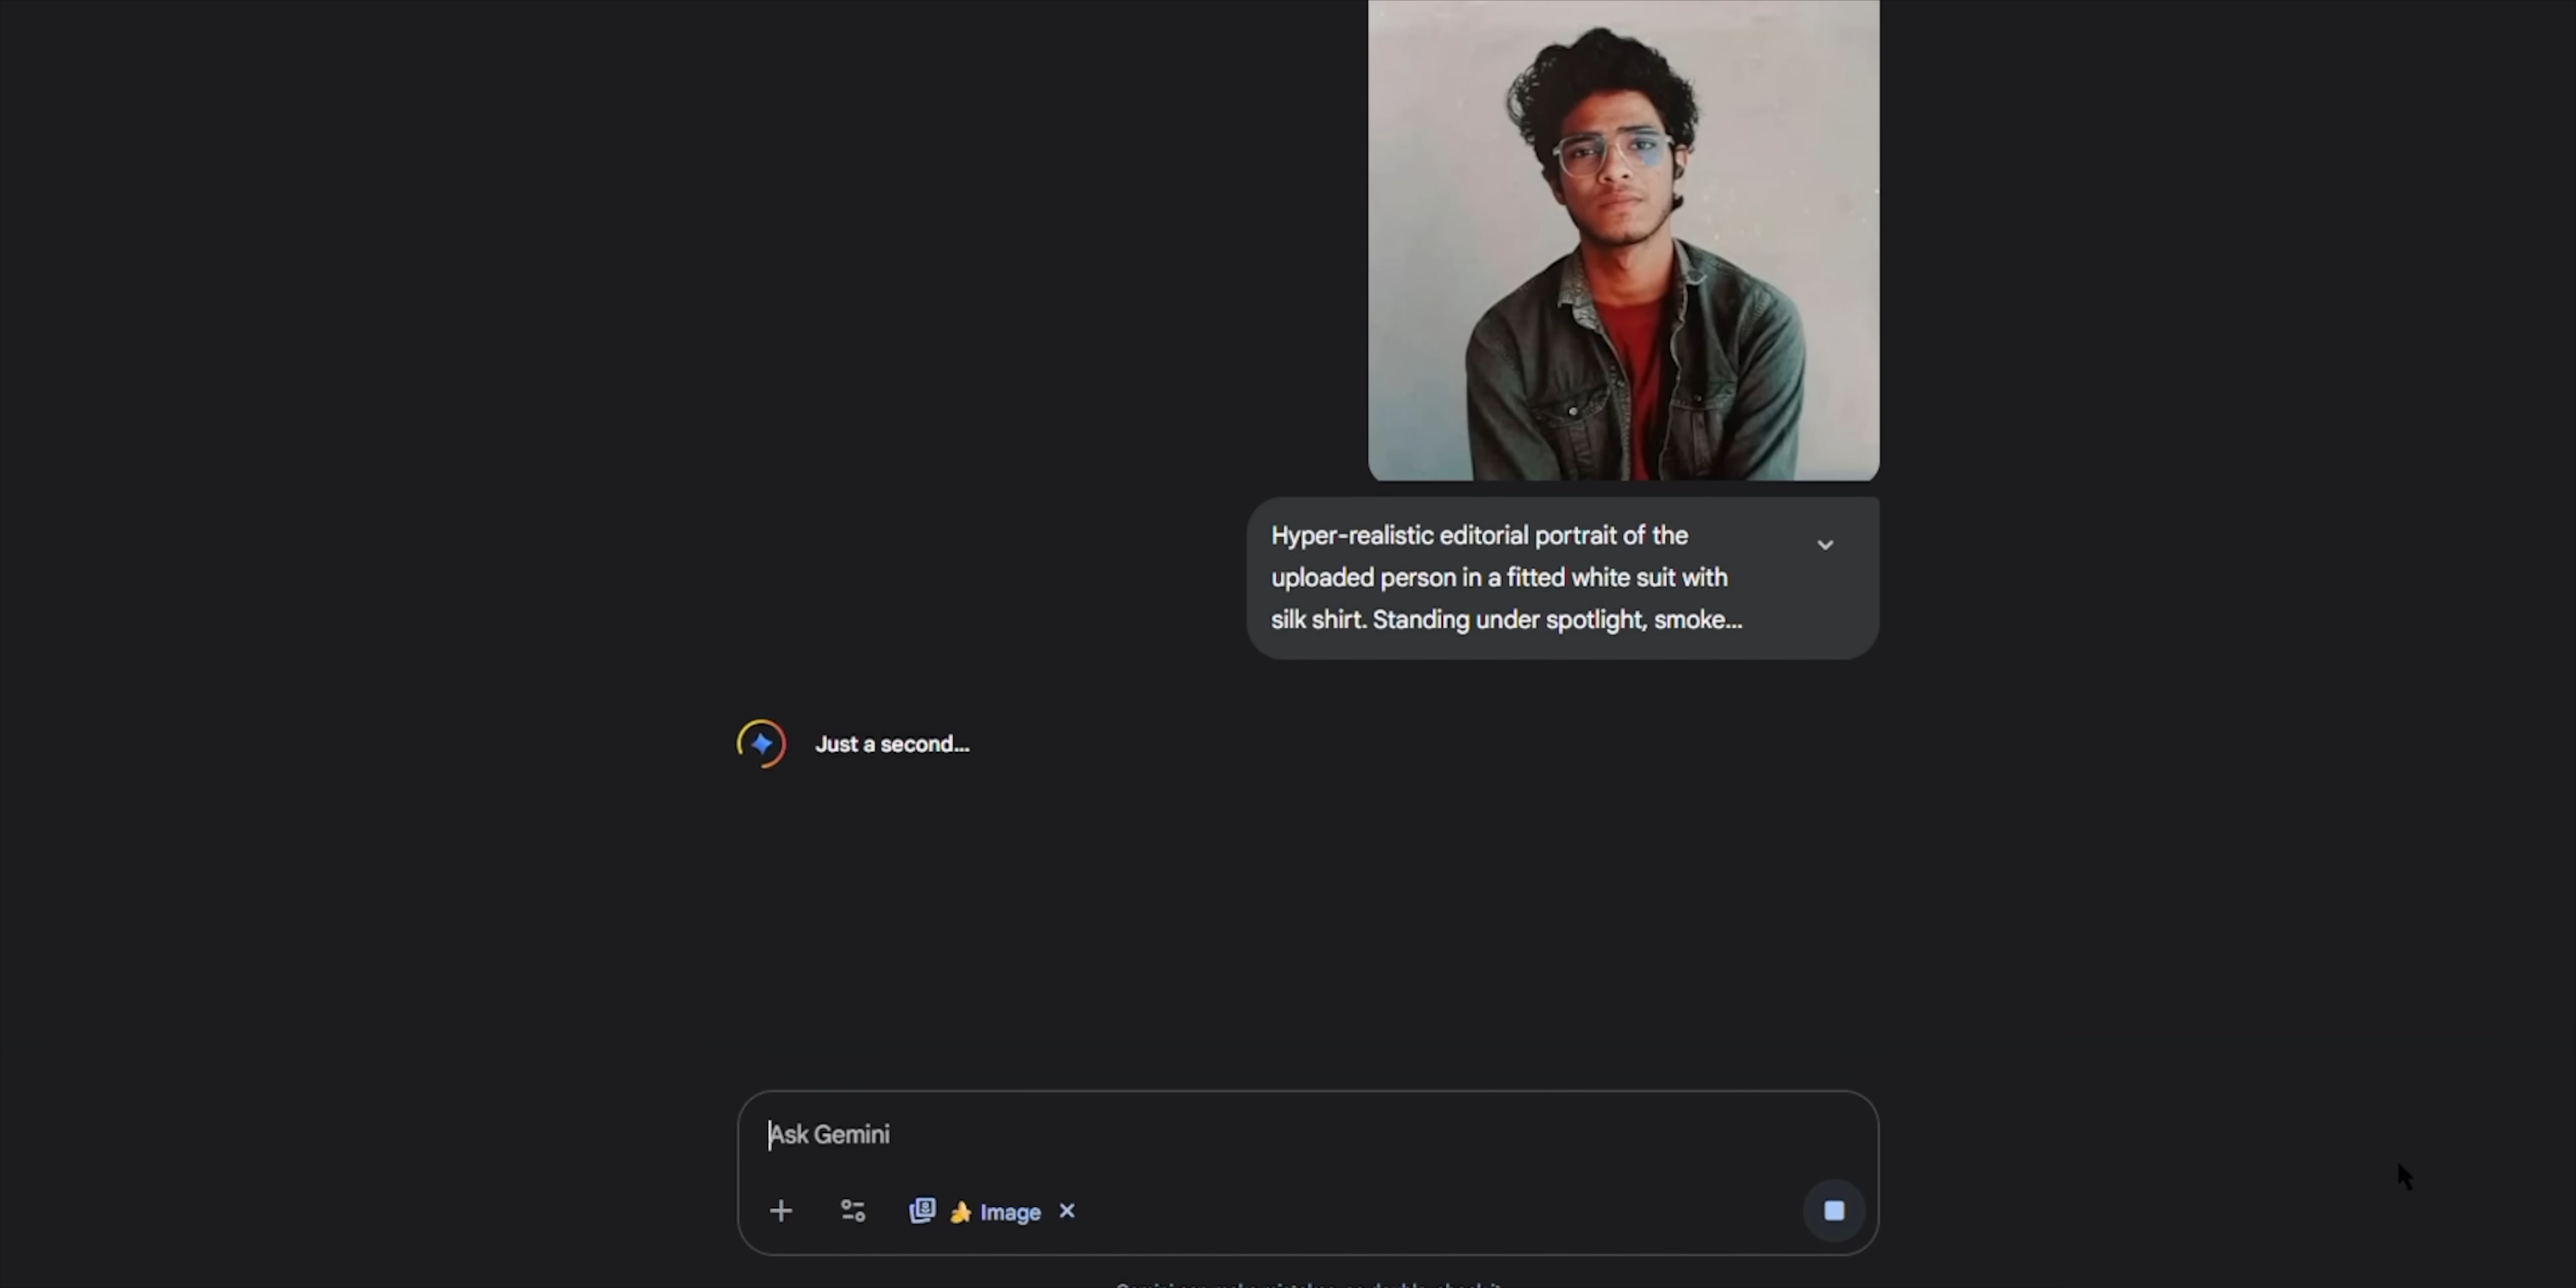 Hyper-realistic editorial portrait of the
uploaded person in a fitted white suit with
silk shirt. Standing under spotlight, smoke...
Just a second...
Ask Gemini
Image